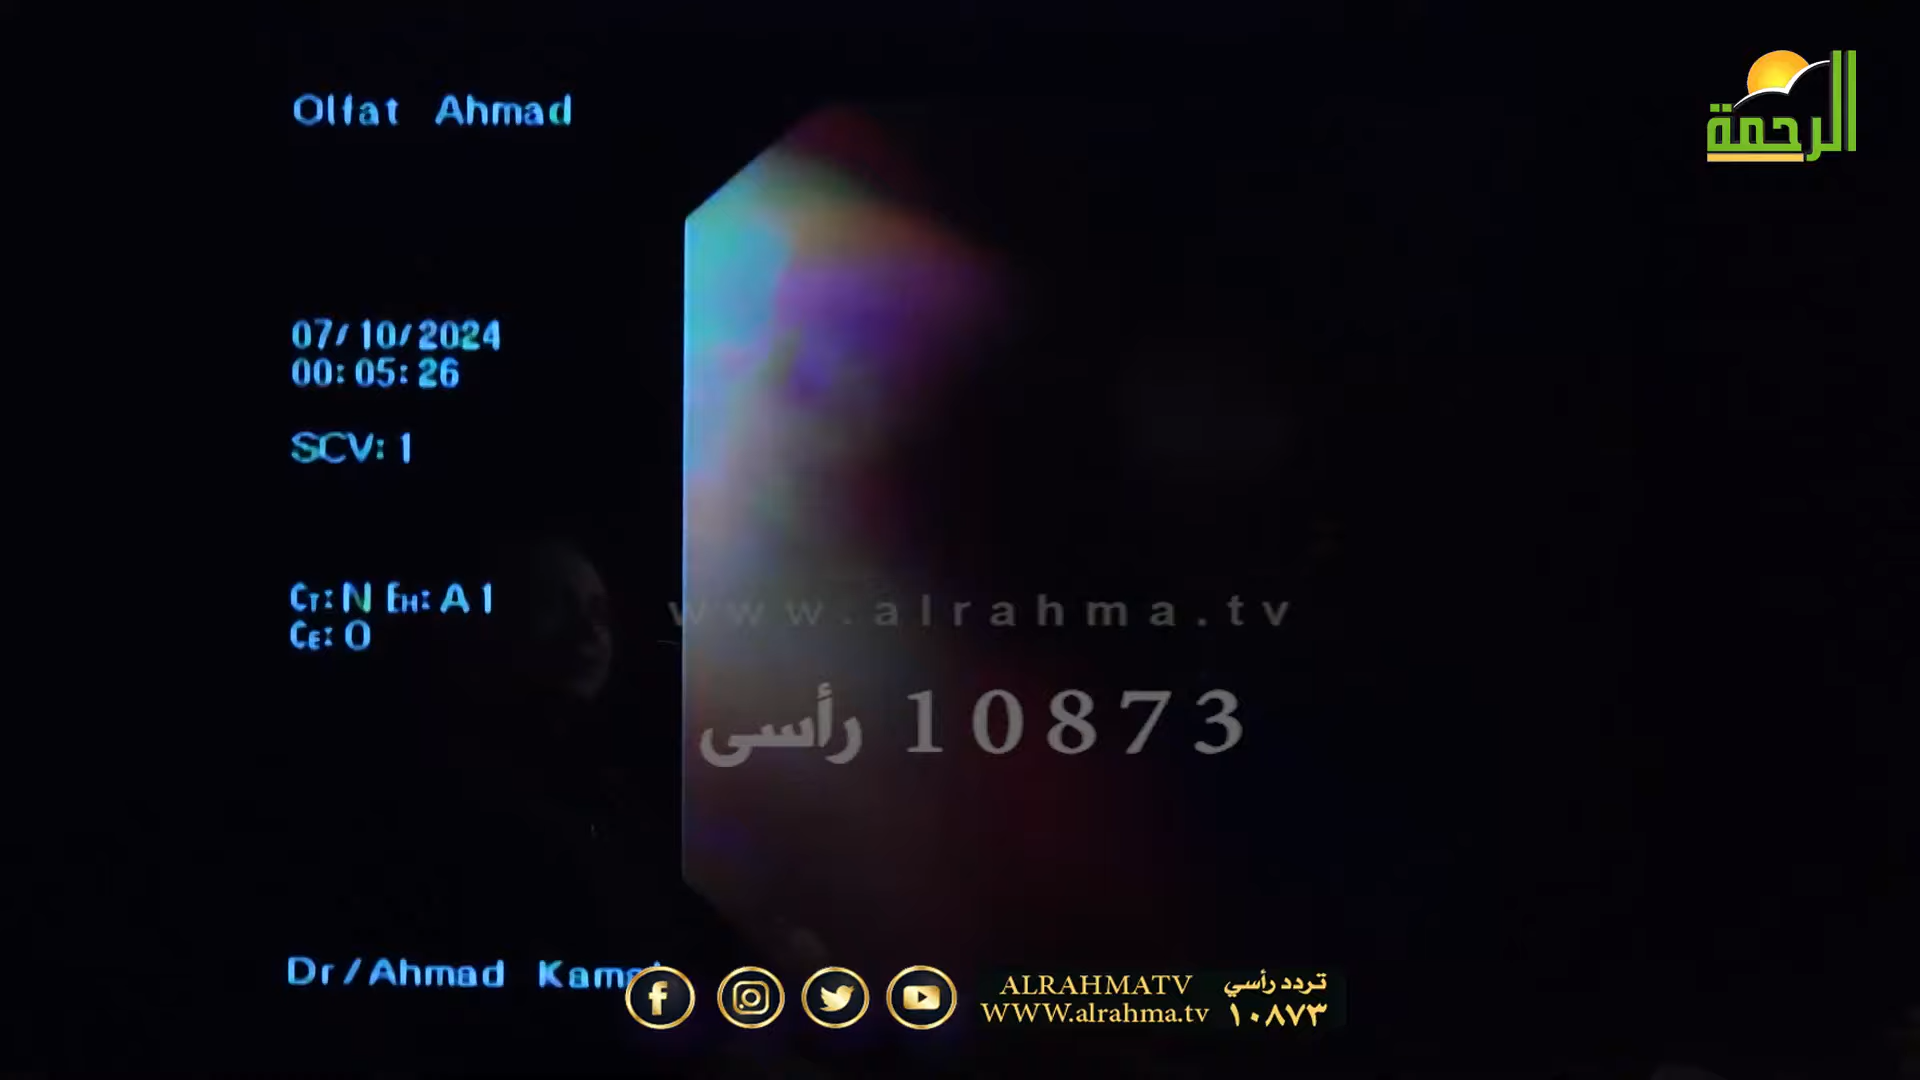 Olfat Ahmad
الرحمة
07/10/2024
00:05:26
SCV: 1
CT: N EH: A1
CE: 0
www.alrahma.tv
10873 رأسى
Dr/Ahmad
ALRAHMATV
WWW.alrahma.tv
تردد رأسي
١٠٨٧٣